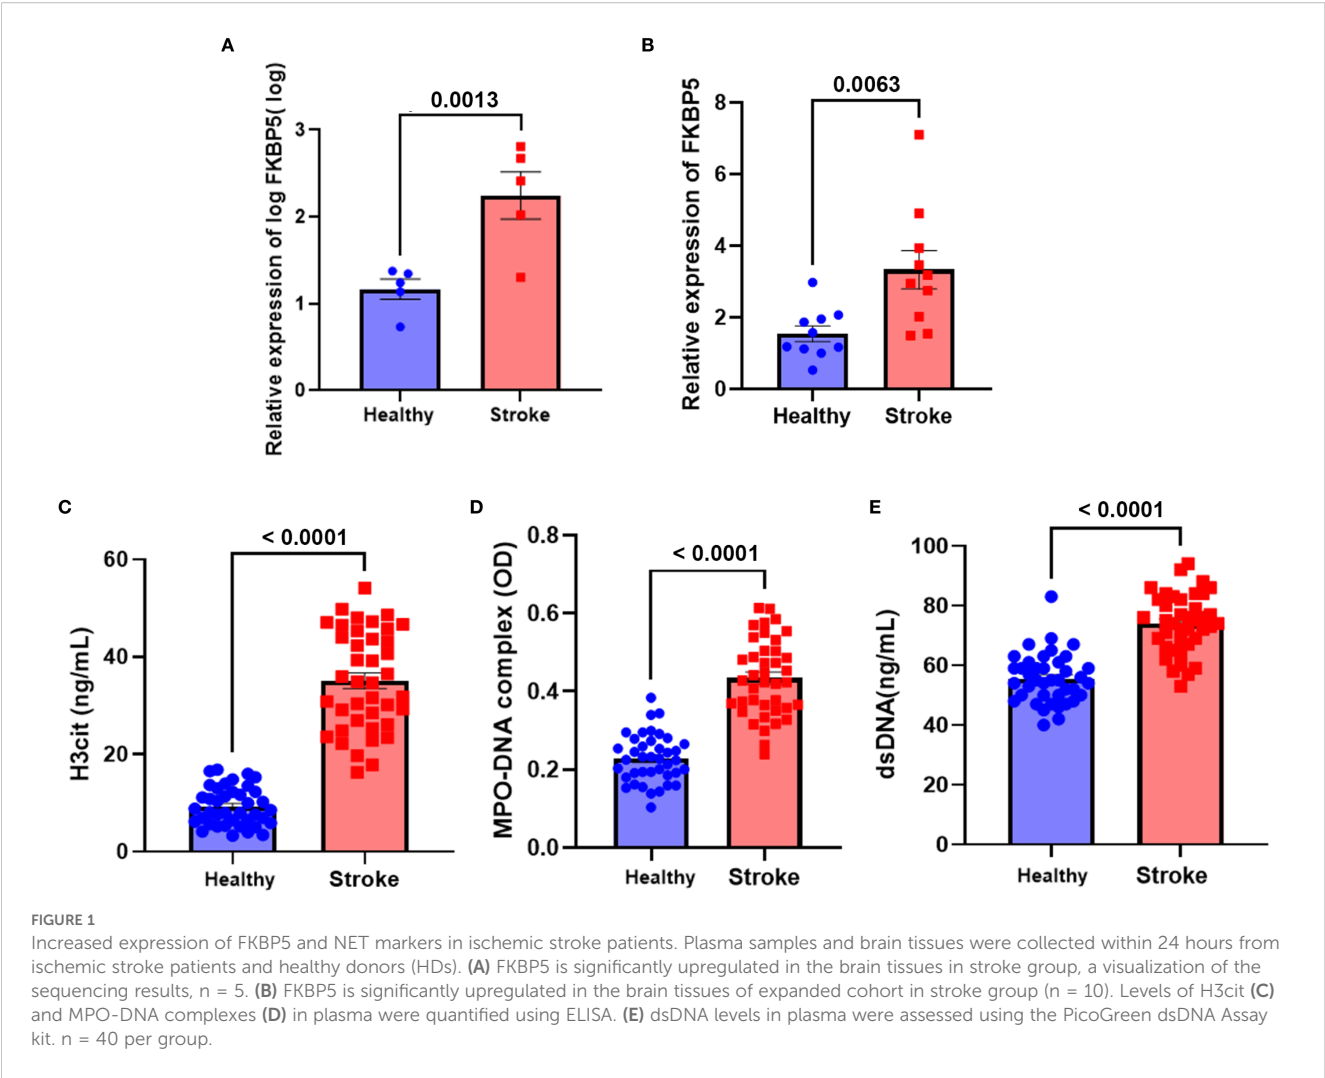 A
Relative expression of log FKBP5( log)
0.0013
3
2
1
0
Healthy
Stroke
B
Relative expression of FKBP5
0.0063
8
6
4
2
0
Healthy
Stroke
C
H3cit (ng/mL)
< 0.0001
60
40
20
0
Healthy
Stroke
D
MPO-DNA complex (OD)
< 0.0001
0.8
0.6
0.4
0.2
0.0
Healthy
Stroke
E
dsDNA(ng/mL)
< 0.0001
100
80
60
40
20
0
Healthy
Stroke
FIGURE 1
Increased expression of FKBP5 and NET markers in ischemic stroke patients. Plasma samples and brain tissues were collected within 24 hours from
ischemic stroke patients and healthy donors (HDs). (A) FKBP5 is significantly upregulated in the brain tissues in stroke group, a visualization of the
sequencing results, n = 5. (B) FKBP5 is significantly upregulated in the brain tissues of expanded cohort in stroke group (n = 10). Levels of H3cit (C)
and MPO-DNA complexes (D) in plasma were quantified using ELISA. (E) dsDNA levels in plasma were assessed using the PicoGreen dsDNA Assay
kit. n = 40 per group.